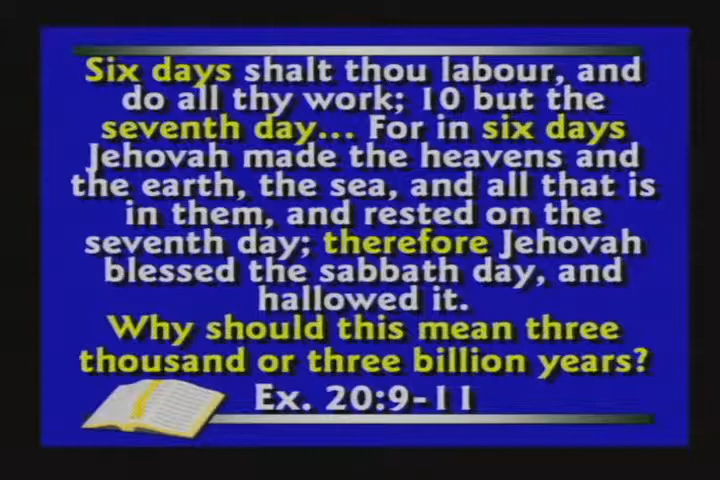 Six days shalt thou labour, and
do all thy work; 10 but the
seventh day... For in six days
Jehovah made the heavens and
the earth, the sea, and all that is
in them, and rested on the
seventh day; therefore Jehovah
blessed the sabbath day, and
hallowed it.
Why should this mean three
thousand or three billion years?
Ex. 20:9-11